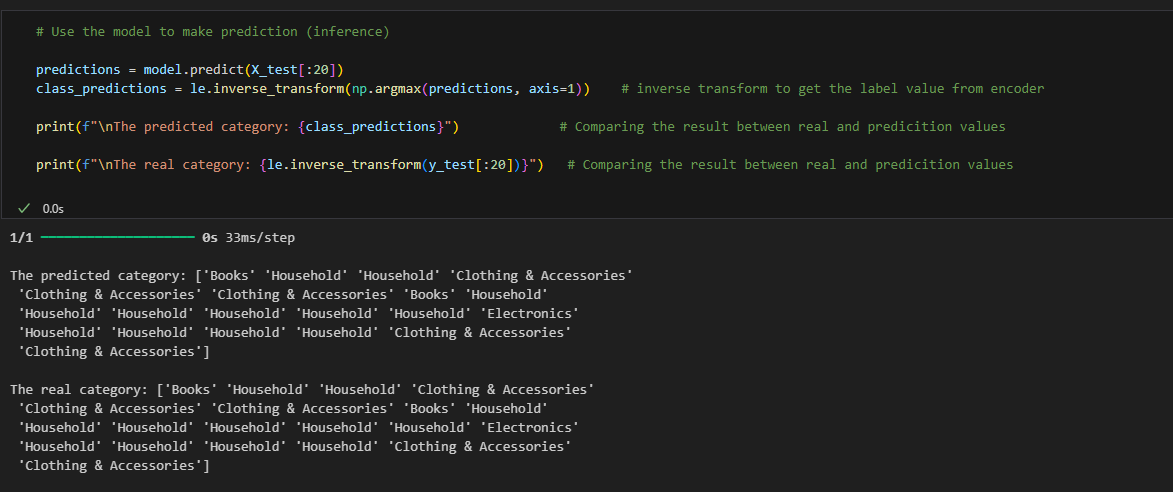 # Use the model to make prediction (inference)
predictions = model.predict(X_test[:20])
class_predictions = le.inverse_transform(np.argmax(predictions, axis=1))    # inverse transform to get the label value from encoder
print(f"\nThe predicted category: {class_predictions}")             # Comparing the result between real and predicition values
print(f"\nThe real category: {le.inverse_transform(y_test[:20])}")   # Comparing the result between real and predicition values
✓ 0.0s
1/1 ━━━━━━━━━━━━━━━━━━━━ 0s 33ms/step
The predicted category: ['Books' 'Household' 'Household' 'Clothing & Accessories'
'Clothing & Accessories' 'Clothing & Accessories' 'Books' 'Household'
'Household' 'Household' 'Household' 'Household' 'Household' 'Electronics'
'Household' 'Household' 'Household' 'Household' 'Clothing & Accessories'
'Clothing & Accessories']
The real category: ['Books' 'Household' 'Household' 'Clothing & Accessories'
'Clothing & Accessories' 'Clothing & Accessories' 'Books' 'Household'
'Household' 'Household' 'Household' 'Household' 'Household' 'Electronics'
'Household' 'Household' 'Household' 'Household' 'Clothing & Accessories'
'Clothing & Accessories']